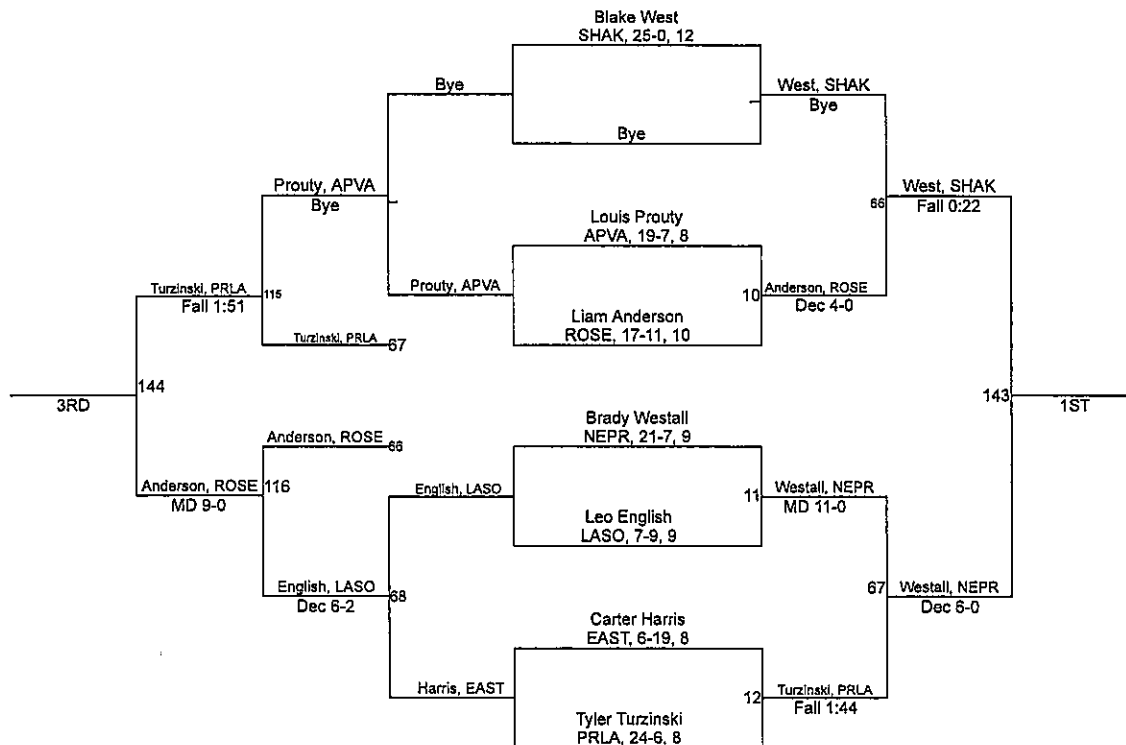 Blake West
SHAK, 25-0, 12
Bye
West, SHAK
Bye
Bye
Prouty, APVA
Bye
West, SHAK
66
Fall 0:22
Louis Prouty
APVA, 19-7, 8
Prouty, APVA
Turzinski, PRLA
115
Fall 1:51
10
Anderson, ROSE
Dec 4-0
Liam Anderson
ROSE, 17-11, 10
Turzinski, PRLA
67
144
143
3RD
1ST
Brady Westall
NEPR, 21-7, 9
Anderson, ROSE
66
Anderson, ROSE
116
MD 9-0
English, LASO
11
Westall, NEPR
MD 11-0
Leo English
LASO, 7-9, 9
English, LASO
68
Dec 6-2
67
Westall, NEPR
Dec 6-0
Carter Harris
EAST, 6-19, 8
Harris, EAST
12
Turzinski, PRLA
Fall 1:44
Tyler Turzinski
PRLA, 24-6, 8